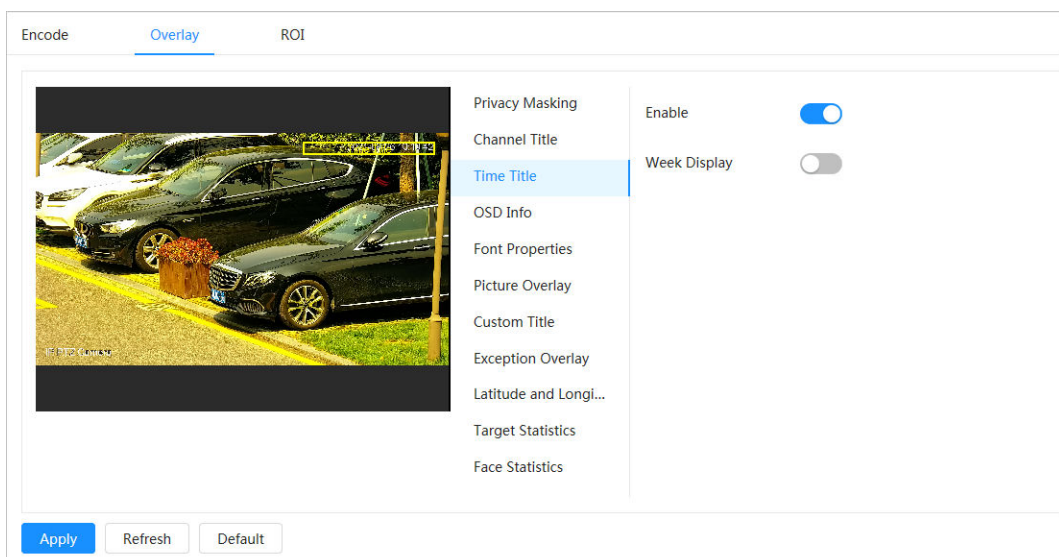 Encode Overlay ROI
Privacy Masking
Enable
Channel Title
Week Display
Time Title
OSD Info
Font Properties
Picture Overlay
Custom Title
Exception Overlay
Latitude and Longi...
Target Statistics
Face Statistics
Apply Refresh Default